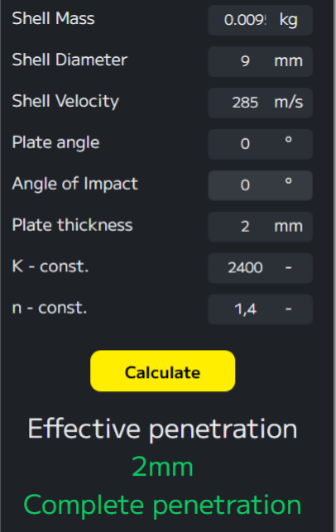 Shell Mass 0.009 kg
Shell Diameter 9 mm
Shell Velocity 285 m/s
Plate angle 0 °
Angle of Impact 0 °
Plate thickness 2 mm
K - const. 2400 -
n - const. 1,4 -
Calculate
Effective penetration
2mm
Complete penetration